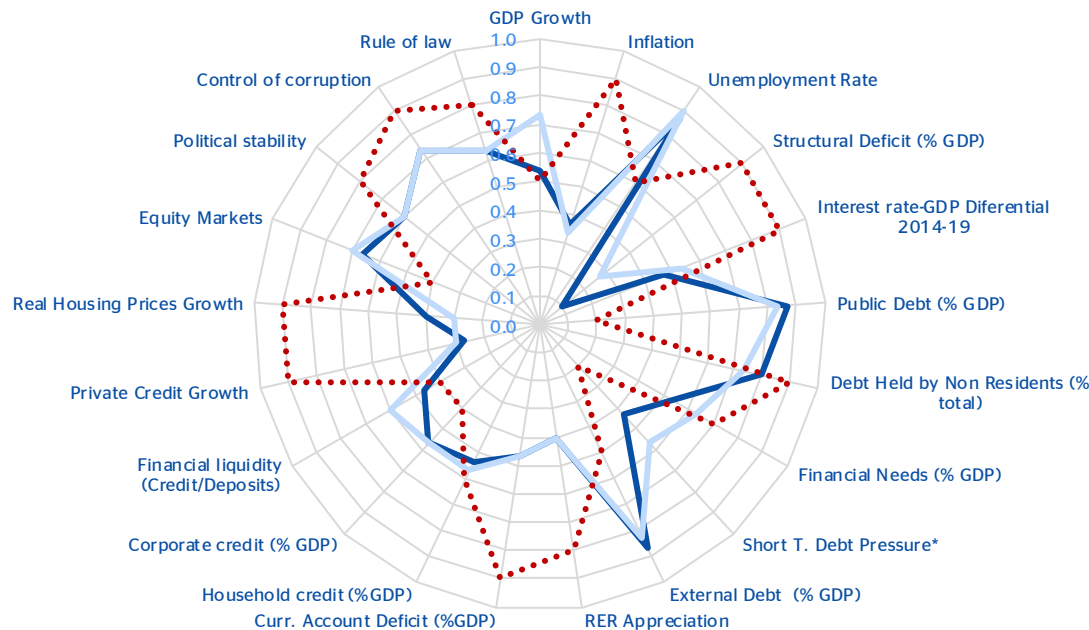 GDP Growth
Inflation
Unemployment Rate
Structural Deficit (% GDP)
Interest rate-GDP Diferential
2014-19
Public Debt (% GDP)
Debt Held by Non Residents (%
total)
Financial Needs (% GDP)
Short T. Debt Pressure*
External Debt (% GDP)
RER Appreciation
Curr. Account Deficit (%GDP)
Household credit (%GDP)
Corporate credit (% GDP)
Financial liquidity
(Credit/Deposits)
Private Credit Growth
Real Housing Prices Growth
Equity Markets
Political stability
Control of corruption
Rule of law
1.0
0.9
0.8
0.7
0.6
0.5
0.4
0.3
0.2
0.1
0.0